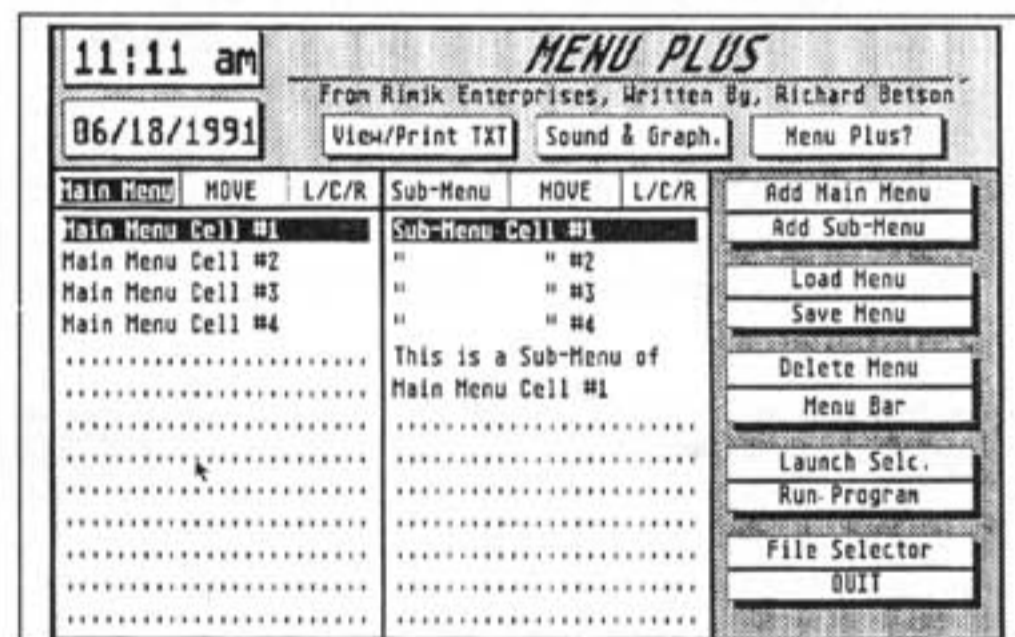 11:11 am
MENU PLUS
From Rimik Enterprises, Written By, Richard Betson
06/18/1991
View/Print TXT
Sound & Graph.
Menu Plus?
Main Menu MOVE L/C/R
Main Menu Cell #1
Main Menu Cell #2
Main Menu Cell #3
Main Menu Cell #4
Sub-Menu MOVE L/C/R
Sub-Menu Cell #1
" " #2
" " #3
" " #4
This is a Sub-Menu of
Main Menu Cell #1
Add Main Menu
Add Sub-Menu
Load Menu
Save Menu
Delete Menu
Menu Bar
Launch Selc.
Run Program
File Selector
QUIT